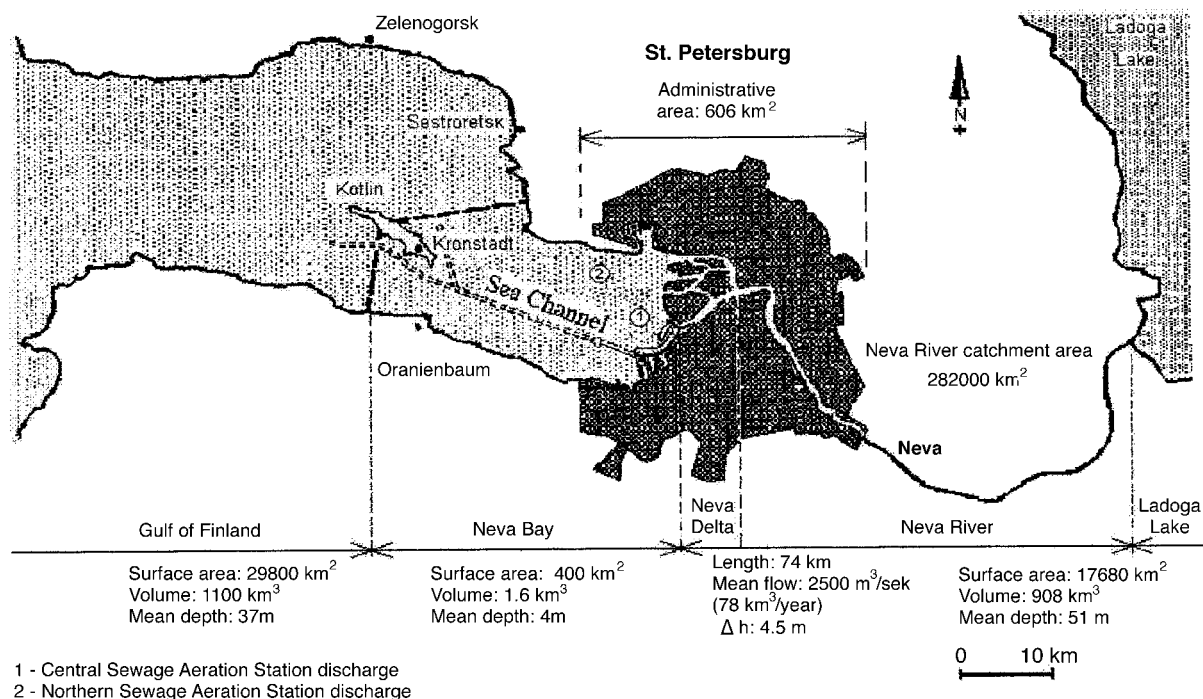 Zelenogorsk
Ladoga
Lake
St. Petersburg
Administrative
area: 606 km²
N
Sestroretsk
Kotlin
Kronstadt
2
Sea Channel
1
Oranienbaum
Neva River catchment area
282000 km²
Neva
Gulf of Finland
Neva Bay
Neva
Delta
Neva River
Ladoga
Lake
Surface area: 29800 km²
Volume: 1100 km³
Mean depth: 37m
Surface area: 400 km²
Volume: 1.6 km³
Mean depth: 4m
Length: 74 km
Mean flow: 2500 m³/sek
(78 km³/year)
Δ h: 4.5 m
Surface area: 17680 km²
Volume: 908 km³
Mean depth: 51 m
0 10 km
1 - Central Sewage Aeration Station discharge
2 - Northern Sewage Aeration Station discharge